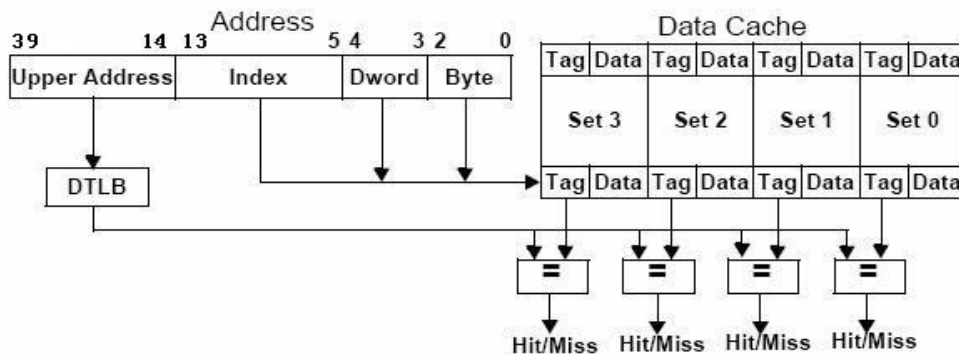 Address
39 14 13 5 4 3 2 0
Upper Address Index Dword Byte
DTLB
Data Cache
Tag Data Tag Data Tag Data Tag Data
Set 3 Set 2 Set 1 Set 0
Tag Data Tag Data Tag Data Tag Data
= = = =
Hit/Miss Hit/Miss Hit/Miss Hit/Miss